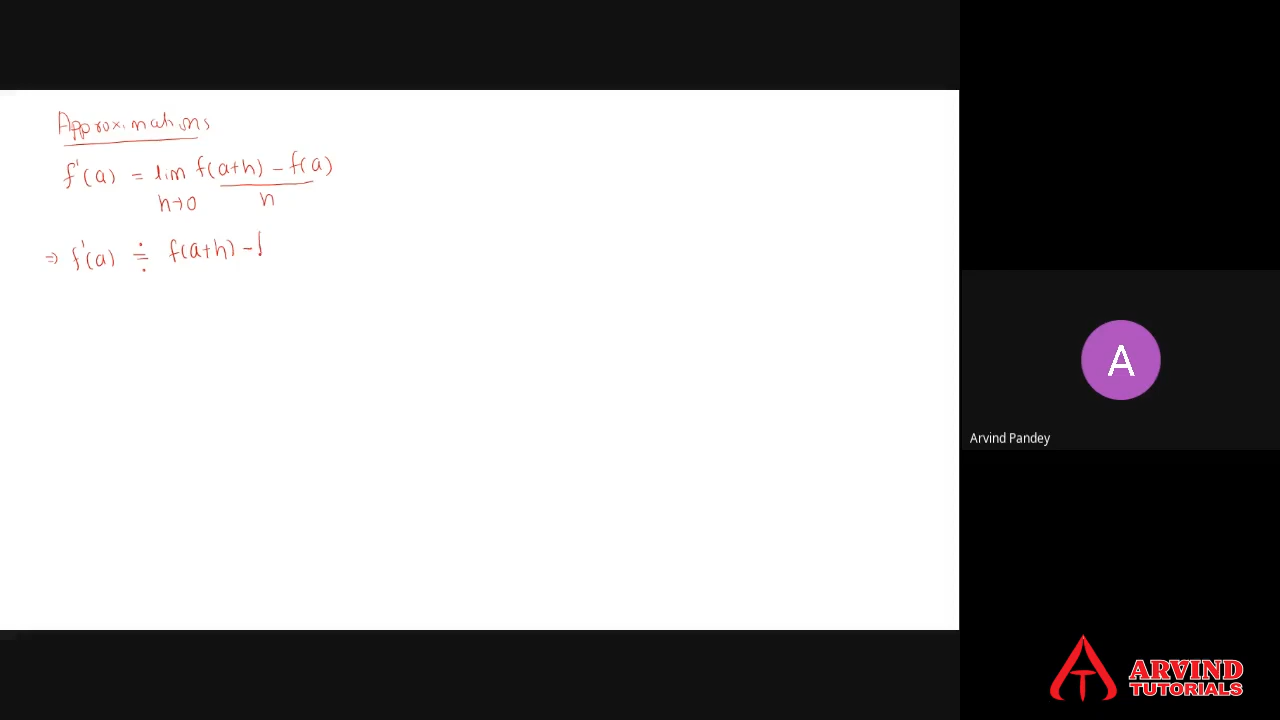 Approximations
f'(a) = lim f(a+h) - f(a)
h→0 h
⇒ f'(a) ≑ f(a+h) - f
A
Arvind Pandey
ARVIND
TUTORIALS